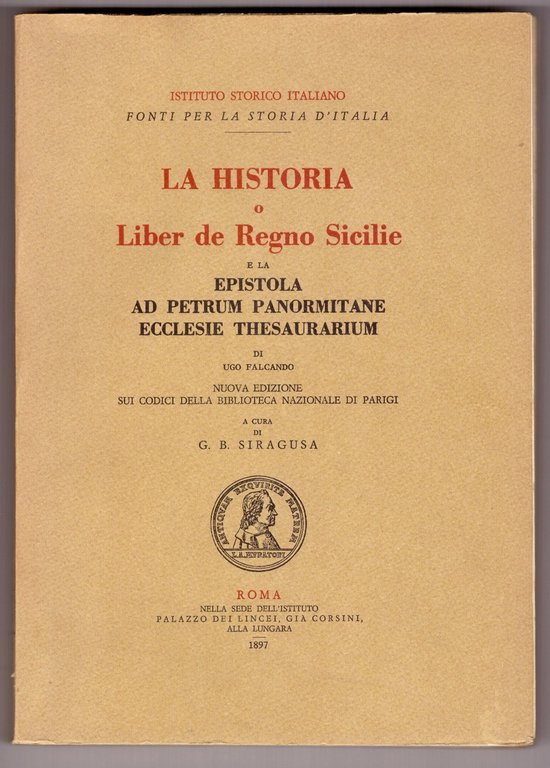 ISTITUTO STORICO ITALIANO
FONTI PER LA STORIA D'ITALIA
LA HISTORIA
O
Liber de Regno Sicilie
E LA
EPISTOLA
AD PETRUM PANORMITANE
ECCLESIE THESAURARIUM
DI
UGO FALCANDO
NUOVA EDIZIONE
SUI CODICI DELLA BIBLIOTECA NAZIONALE DI PARIGI
A CURA
DI
G. B. SIRAGUSA
ANTIQVAM EXQVIRITE MATREM
L.A.MVRATORI
ROMA
NELLA SEDE DELL'ISTITUTO
PALAZZO DEI LINCEI, GIA CORSINI,
ALLA LUNGARA
1897